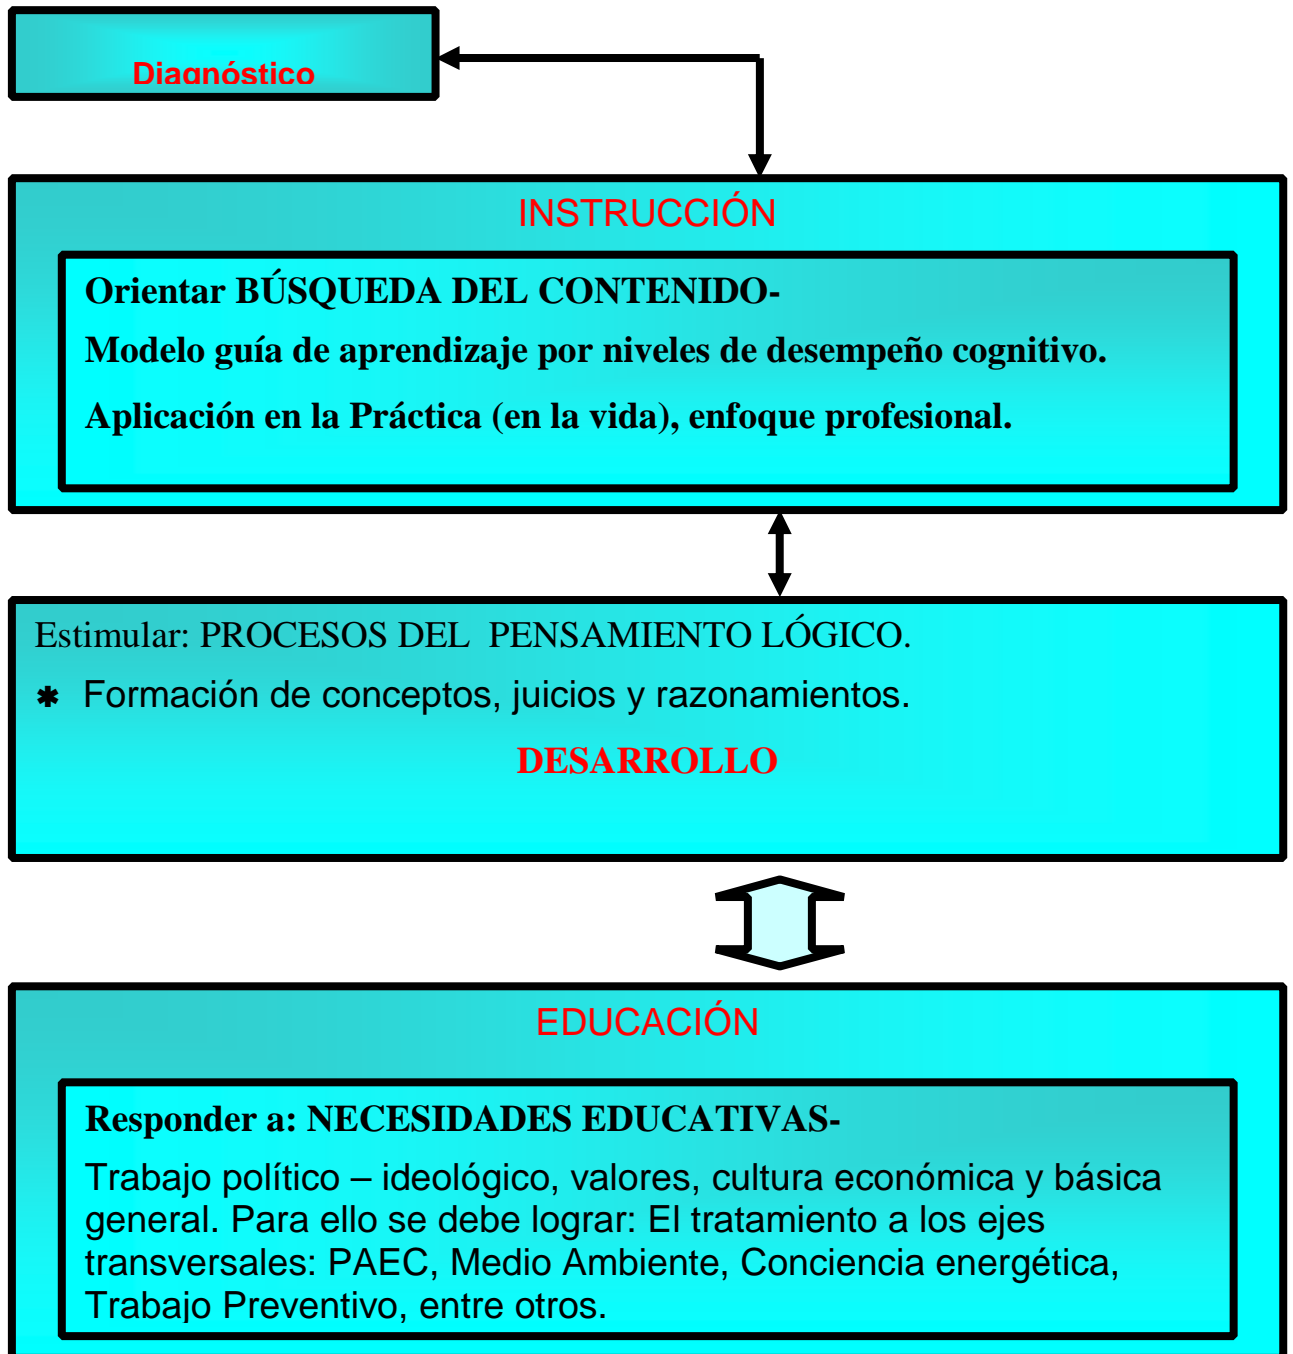 Diagnóstico
INSTRUCCIÓN
Orientar BÚSQUEDA DEL CONTENIDO-
Modelo guía de aprendizaje por niveles de desempeño cognitivo.
Aplicación en la Práctica (en la vida), enfoque profesional.
Estimular: PROCESOS DEL PENSAMIENTO LÓGICO.
✱ Formación de conceptos, juicios y razonamientos.
DESARROLLO
EDUCACIÓN
Responder a: NECESIDADES EDUCATIVAS-
Trabajo político – ideológico, valores, cultura económica y básica
general. Para ello se debe lograr: El tratamiento a los ejes
transversales: PAEC, Medio Ambiente, Conciencia energética,
Trabajo Preventivo, entre otros.